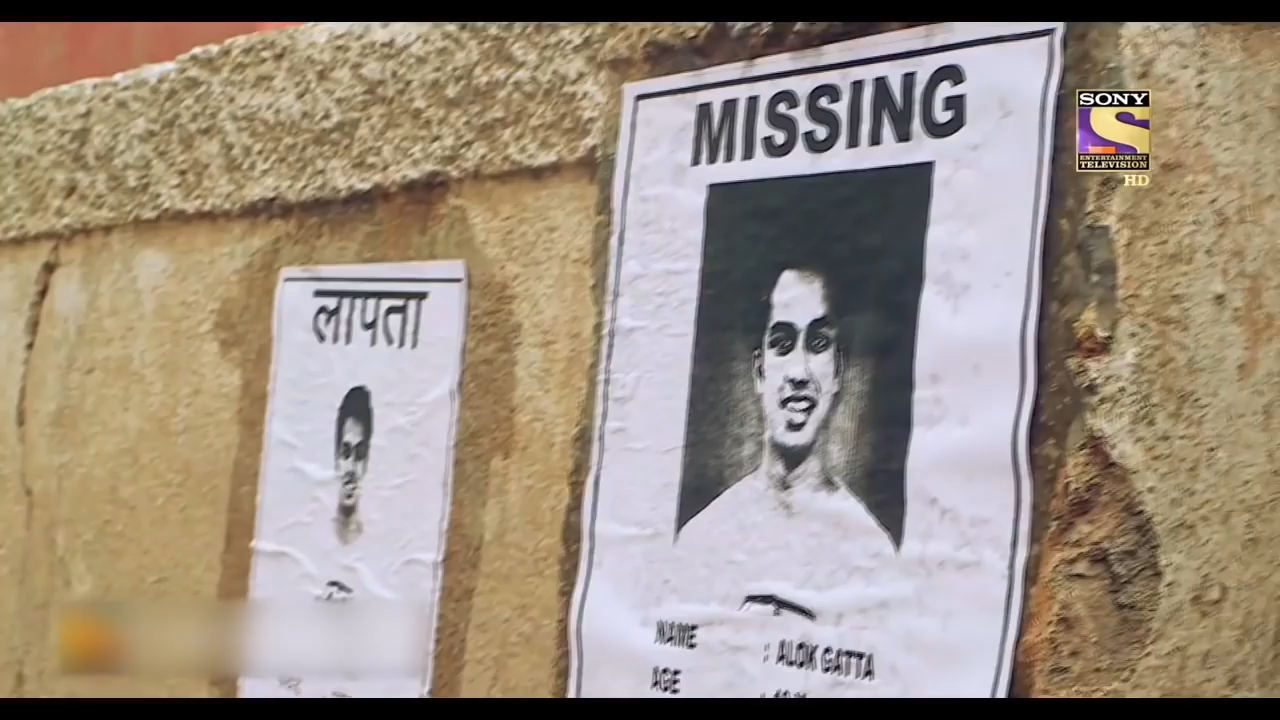 MISSING
SONY
ENTERTAINMENT
TELEVISION
HD
लापता
NAME : ALOK GATTA
AGE :